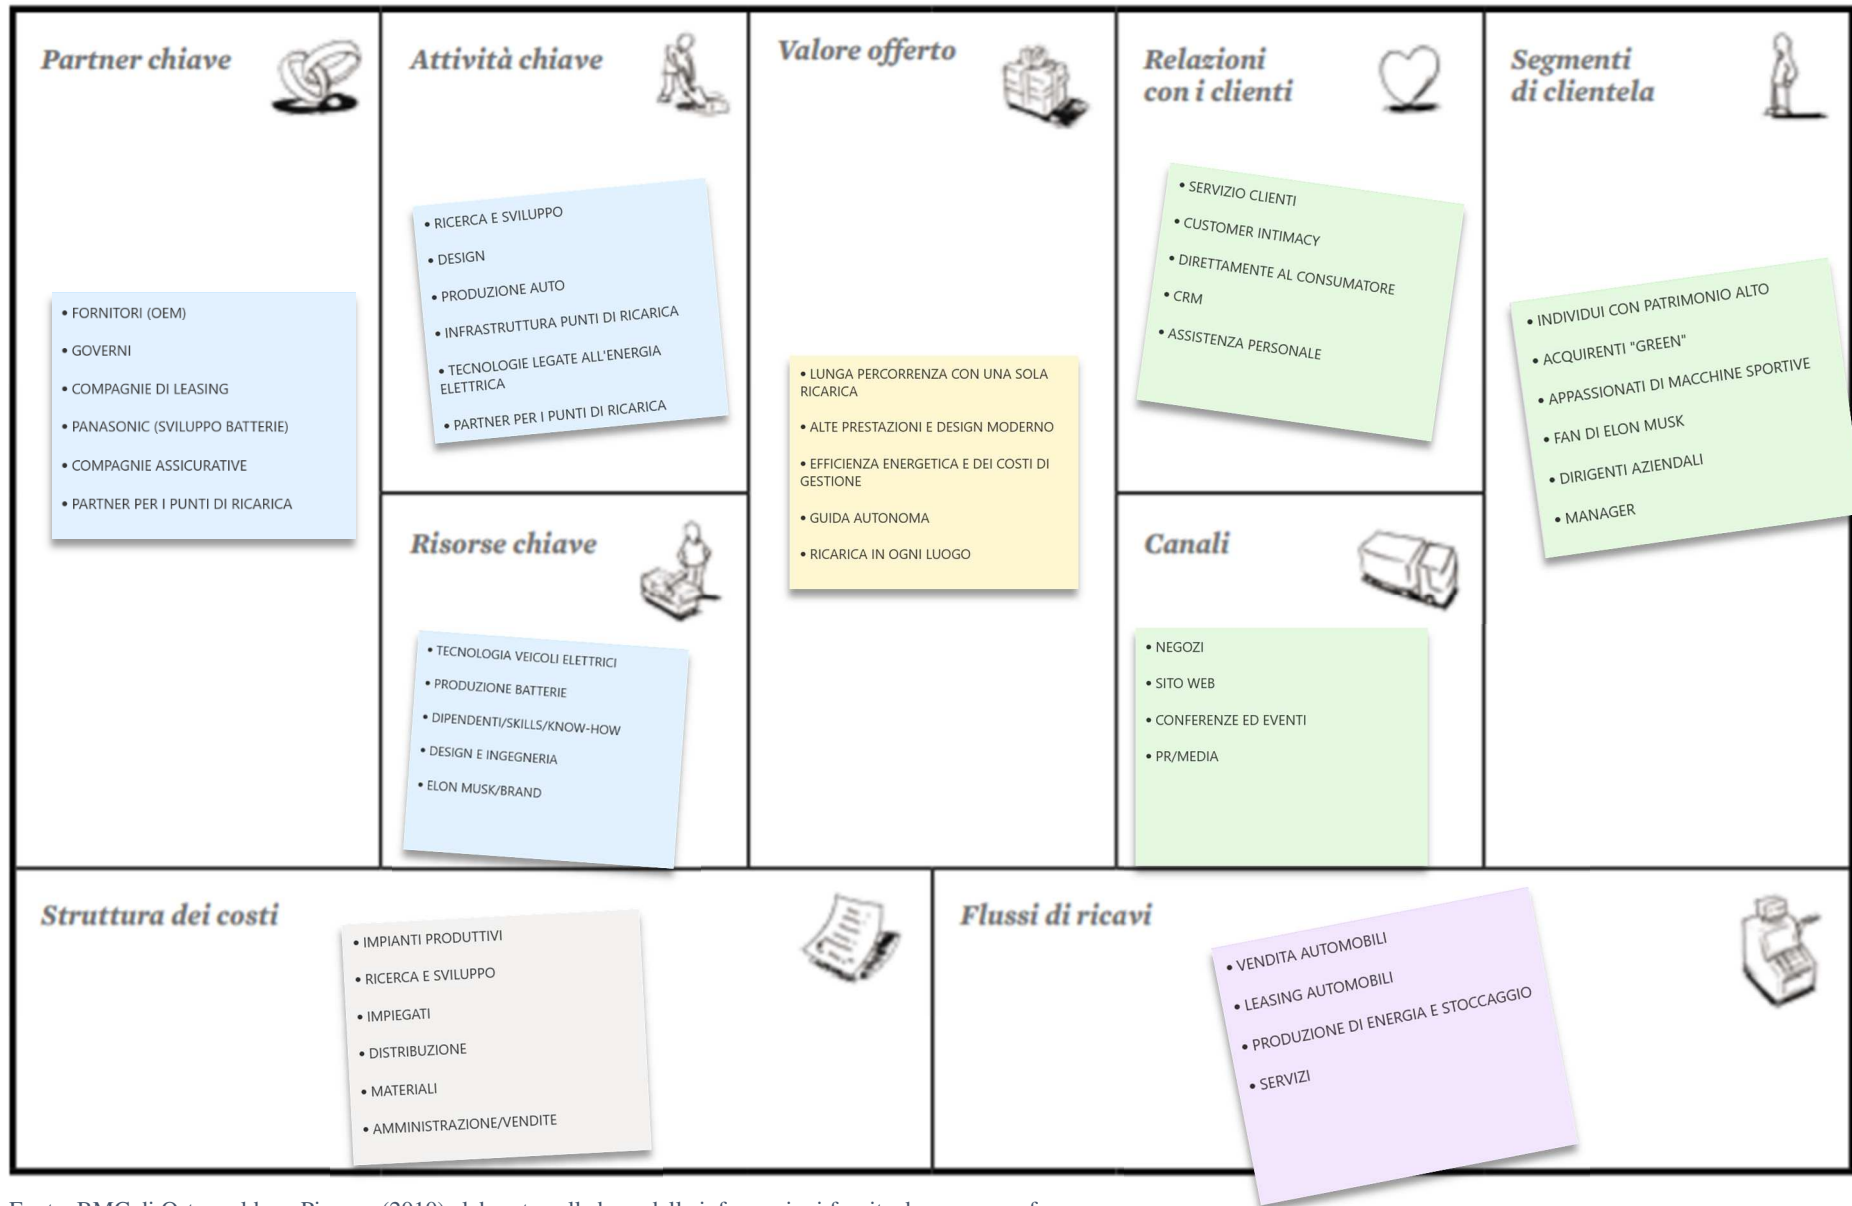 Partner chiave
• FORNITORI (OEM)
• GOVERNI
• COMPAGNIE DI LEASING
• PANASONIC (SVILUPPO BATTERIE)
• COMPAGNIE ASSICURATIVE
• PARTNER PER I PUNTI DI RICARICA
Attività chiave
• RICERCA E SVILUPPO
• DESIGN
• PRODUZIONE AUTO
• INFRASTRUTTURA PUNTI DI RICARICA
• TECNOLOGIE LEGATE ALL'ENERGIA
ELETTRICA
• PARTNER PER I PUNTI DI RICARICA
Risorse chiave
• TECNOLOGIA VEICOLI ELETTRICI
• PRODUZIONE BATTERIE
• DIPENDENTI/SKILLS/KNOW-HOW
• DESIGN E INGEGNERIA
• ELON MUSK/BRAND
Valore offerto
• LUNGA PERCORRENZA CON UNA SOLA
RICARICA
• ALTE PRESTAZIONI E DESIGN MODERNO
• EFFICIENZA ENERGETICA E DEI COSTI DI
GESTIONE
• GUIDA AUTONOMA
• RICARICA IN OGNI LUOGO
Relazioni
con i clienti
• SERVIZIO CLIENTI
• CUSTOMER INTIMACY
• DIRETTAMENTE AL CONSUMATORE
• CRM
• ASSISTENZA PERSONALE
Canali
• NEGOZI
• SITO WEB
• CONFERENZE ED EVENTI
• PR/MEDIA
Segmenti
di clientela
• INDIVIDUI CON PATRIMONIO ALTO
• ACQUIRENTI "GREEN"
• APPASSIONATI DI MACCHINE SPORTIVE
• FAN DI ELON MUSK
• DIRIGENTI AZIENDALI
• MANAGER
Struttura dei costi
• IMPIANTI PRODUTTIVI
• RICERCA E SVILUPPO
• IMPIEGATI
• DISTRIBUZIONE
• MATERIALI
• AMMINISTRAZIONE/VENDITE
Flussi di ricavi
• VENDITA AUTOMOBILI
• LEASING AUTOMOBILI
• PRODUZIONE DI ENERGIA E STOCCAGGIO
• SERVIZI